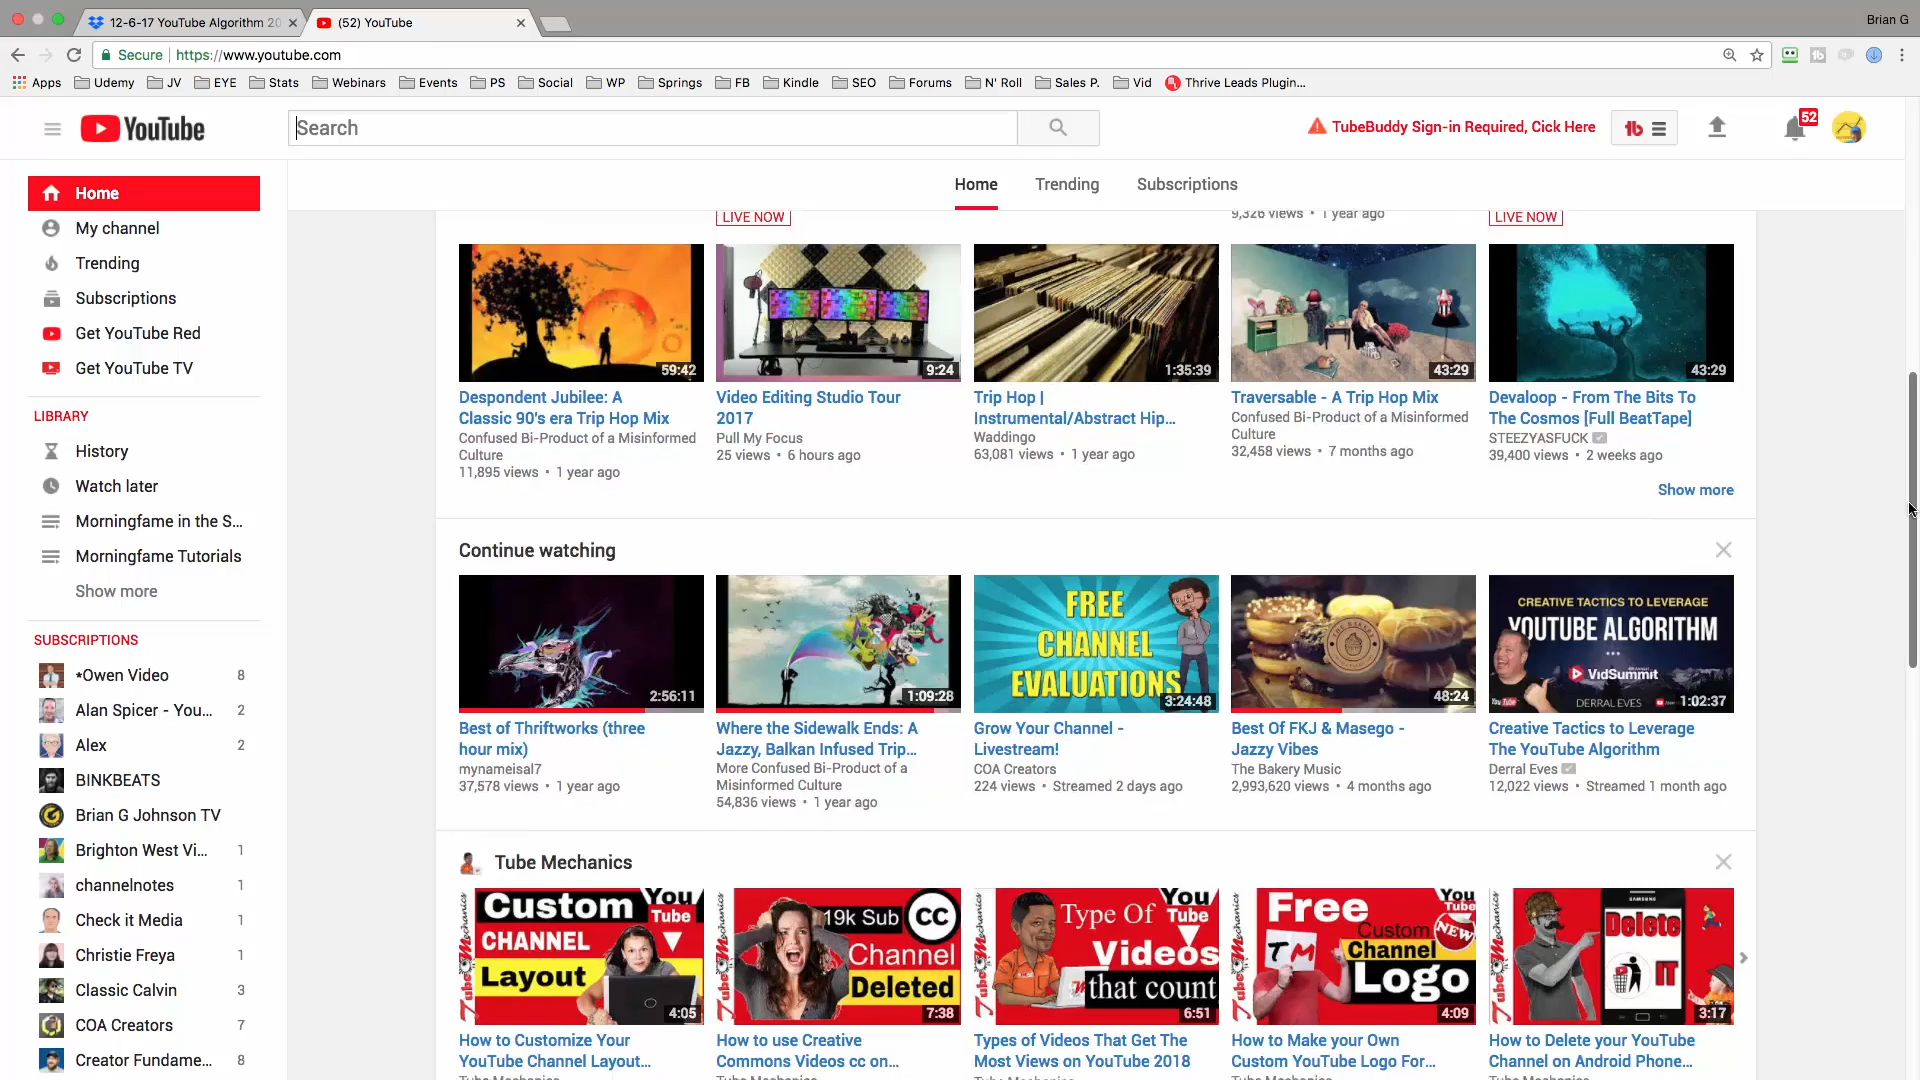 12-6-17 YouTube Algorithm 20
(52) YouTube
Brian G
Secure
https://www.youtube.com
Apps
Udemy
JV
EYE
Stats
Webinars
Events
PS
Social
WP
Springs
FB
Kindle
SEO
Forums
N' Roll
Sales P.
Vid
Thrive Leads Plugin...
YouTube
Search
TubeBuddy Sign-in Required, Cick Here
52
Home
My channel
Trending
Subscriptions
Get YouTube Red
Get YouTube TV
LIBRARY
History
Watch later
Morningfame in the S...
Morningfame Tutorials
Show more
SUBSCRIPTIONS
*Owen Video 8
Alan Spicer - You... 2
Alex 2
BINKBEATS
Brian G Johnson TV
Brighton West Vi... 1
channelnotes 1
Check it Media 1
Christie Freya 1
Classic Calvin 3
COA Creators 7
Creator Fundame... 8
Home
Trending
Subscriptions
LIVE NOW
9,326 views • 1 year ago
LIVE NOW
59:42
Despondent Jubilee: A
Classic 90's era Trip Hop Mix
Confused Bi-Product of a Misinformed
Culture
11,895 views • 1 year ago
9:24
Video Editing Studio Tour
2017
Pull My Focus
25 views • 6 hours ago
1:35:39
Trip Hop |
Instrumental/Abstract Hip...
Waddingo
63,081 views • 1 year ago
43:29
Traversable - A Trip Hop Mix
Confused Bi-Product of a Misinformed
Culture
32,458 views • 7 months ago
43:29
Devaloop - From The Bits To
The Cosmos [Full BeatTape]
STEEZYASFUCK
39,400 views • 2 weeks ago
Show more
Continue watching
2:56:11
Best of Thriftworks (three
hour mix)
mynameisal7
37,578 views • 1 year ago
1:09:28
Where the Sidewalk Ends: A
Jazzy, Balkan Infused Trip...
More Confused Bi-Product of a
Misinformed Culture
54,836 views • 1 year ago
FREE
CHANNEL
EVALUATIONS
3:24:48
Grow Your Channel -
Livestream!
COA Creators
224 views • Streamed 2 days ago
48:24
Best Of FKJ & Masego -
Jazzy Vibes
The Bakery Music
2,993,620 views • 4 months ago
CREATIVE TACTICS TO LEVERAGE
YOUTUBE ALGORITHM
VidSummit
DERRAL EVES
1:02:37
Creative Tactics to Leverage
The YouTube Algorithm
Derral Eves
12,022 views • Streamed 1 month ago
Tube Mechanics
TubeMechanics
Custom
You
Tube
CHANNEL
Layout
4:05
How to Customize Your
YouTube Channel Layout...
TubeMechanics
19k Sub
CC
Channel
Deleted
7:38
How to use Creative
Commons Videos cc on...
TubeMechanics
Type Of
You
Tube
Videos
that count
6:51
Types of Videos That Get The
Most Views on YouTube 2018
TubeMechanics
Free
You
Tube
NEW
Custom
Channel
TM
Logo
4:09
How to Make your Own
Custom YouTube Logo For...
TubeMechanics
SAMSUNG
Delete
IT
3:17
How to Delete your YouTube
Channel on Android Phone...